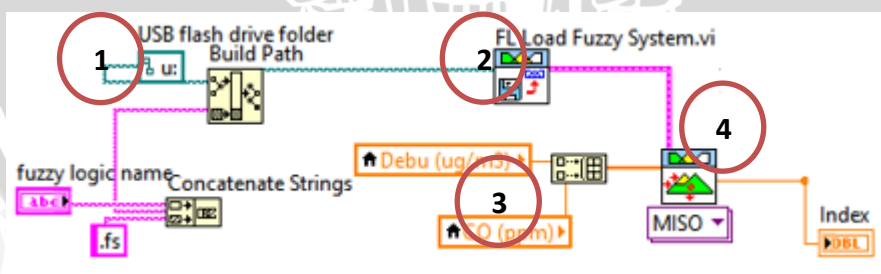 1
USB flash drive folder
u:
Build Path
2
FL Load Fuzzy System.vi
4
fuzzy logic name
abc
Concatenate Strings
.fs
Debu (ug/m3)
3
CO (ppm)
MISO
Index
DBL